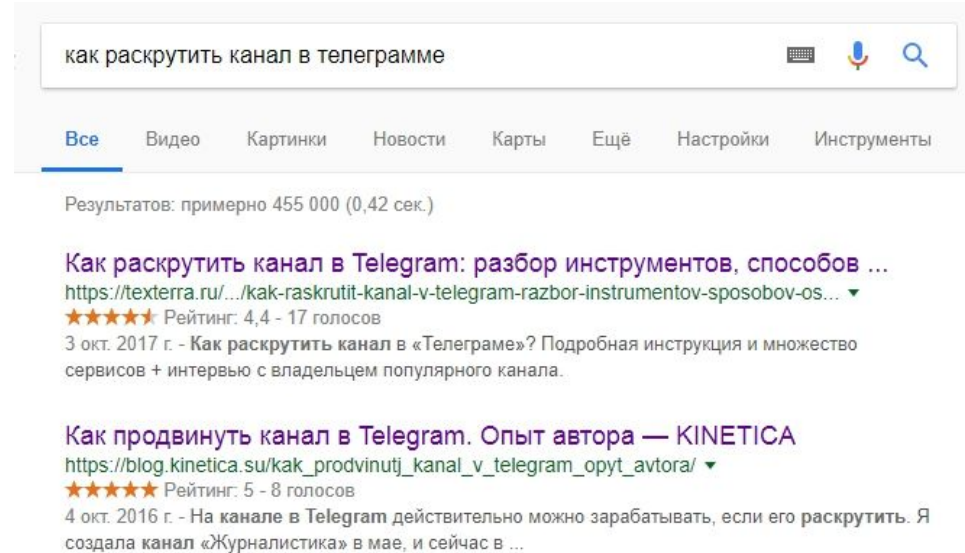 как раскрутить канал в телеграмме
Все Видео Картинки Новости Карты Ещё Настройки Инструменты
Результатов: примерно 455 000 (0,42 сек.)
Как раскрутить канал в Telegram: разбор инструментов, способов ...
https://texterra.ru/.../kak-raskrutit-kanal-v-telegram-razbor-instrumentov-sposobov-os...
Рейтинг: 4,4 - 17 голосов
3 окт. 2017 г. - Как раскрутить канал в «Телеграме»? Подробная инструкция и множество
сервисов + интервью с владельцем популярного канала.
Как продвинуть канал в Telegram. Опыт автора — KINETICA
https://blog.kinetica.su/kak_prodvinutj_kanal_v_telegram_opyt_avtora/
Рейтинг: 5 - 8 голосов
4 окт. 2016 г. - На канале в Telegram действительно можно зарабатывать, если его раскрутить. Я
создала канал «Журналистика» в мае, и сейчас в ...